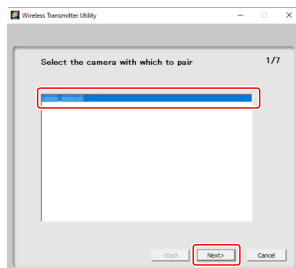 Wireless Transmitter Utility
Select the camera with which to pair
1/7
<Back
Next>
Cancel